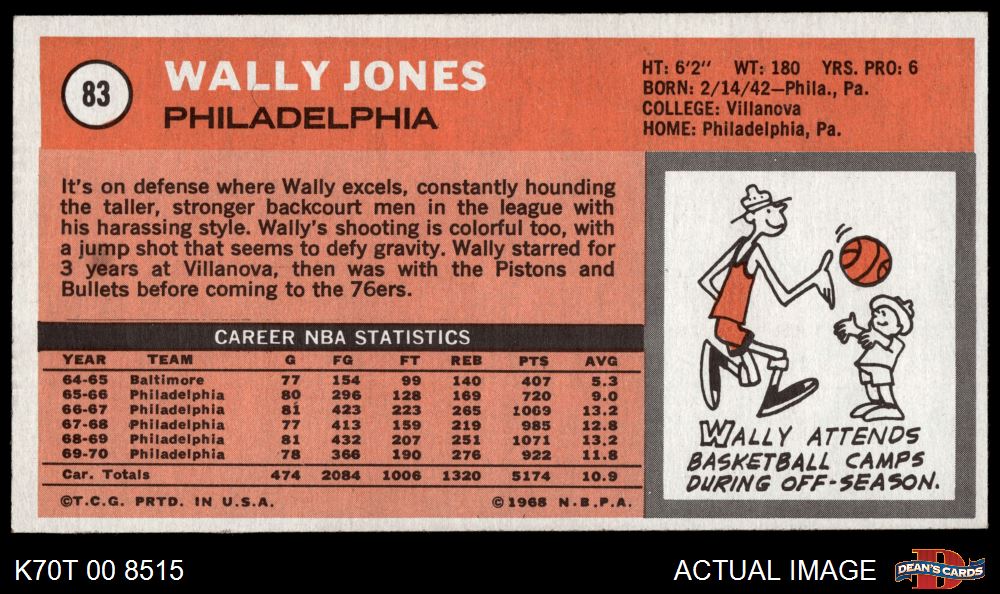 83
WALLY JONES
PHILADELPHIA
HT: 6'2" WT: 180 YRS. PRO: 6
BORN: 2/14/42—Phila., Pa.
COLLEGE: Villanova
HOME: Philadelphia, Pa.
It's on defense where Wally excels, constantly hounding
the taller, stronger backcourt men in the league with
his harassing style. Wally's shooting is colorful too, with
a jump shot that seems to defy gravity. Wally starred for
3 years at Villanova, then was with the Pistons and
Bullets before coming to the 76ers.
CAREER NBA STATISTICS
YEAR TEAM G FG FT REB PTS AVG
64-65 Baltimore 77 154 99 140 407 5.3
65-66 Philadelphia 80 296 128 169 720 9.0
66-67 Philadelphia 81 423 223 265 1069 13.2
67-68 Philadelphia 77 413 159 219 985 12.8
68-69 Philadelphia 81 432 207 251 1071 13.2
69-70 Philadelphia 78 366 190 276 922 11.8
Car. Totals 474 2084 1006 1320 5174 10.9
©T.C.G. PRTD. IN U.S.A. ©1968 N.B.P.A.
WALLY ATTENDS
BASKETBALL CAMPS
DURING OFF-SEASON.
K70T 00 8515
ACTUAL IMAGE
DEAN'S CARDS